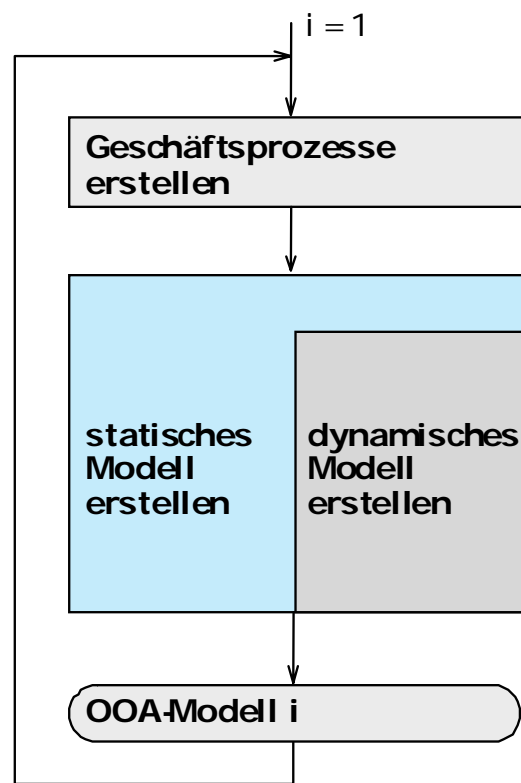 i = 1
Geschäftsprozesse
erstellen
statisches
Modell
erstellen
dynamisches
Modell
erstellen
OOA-Modell i